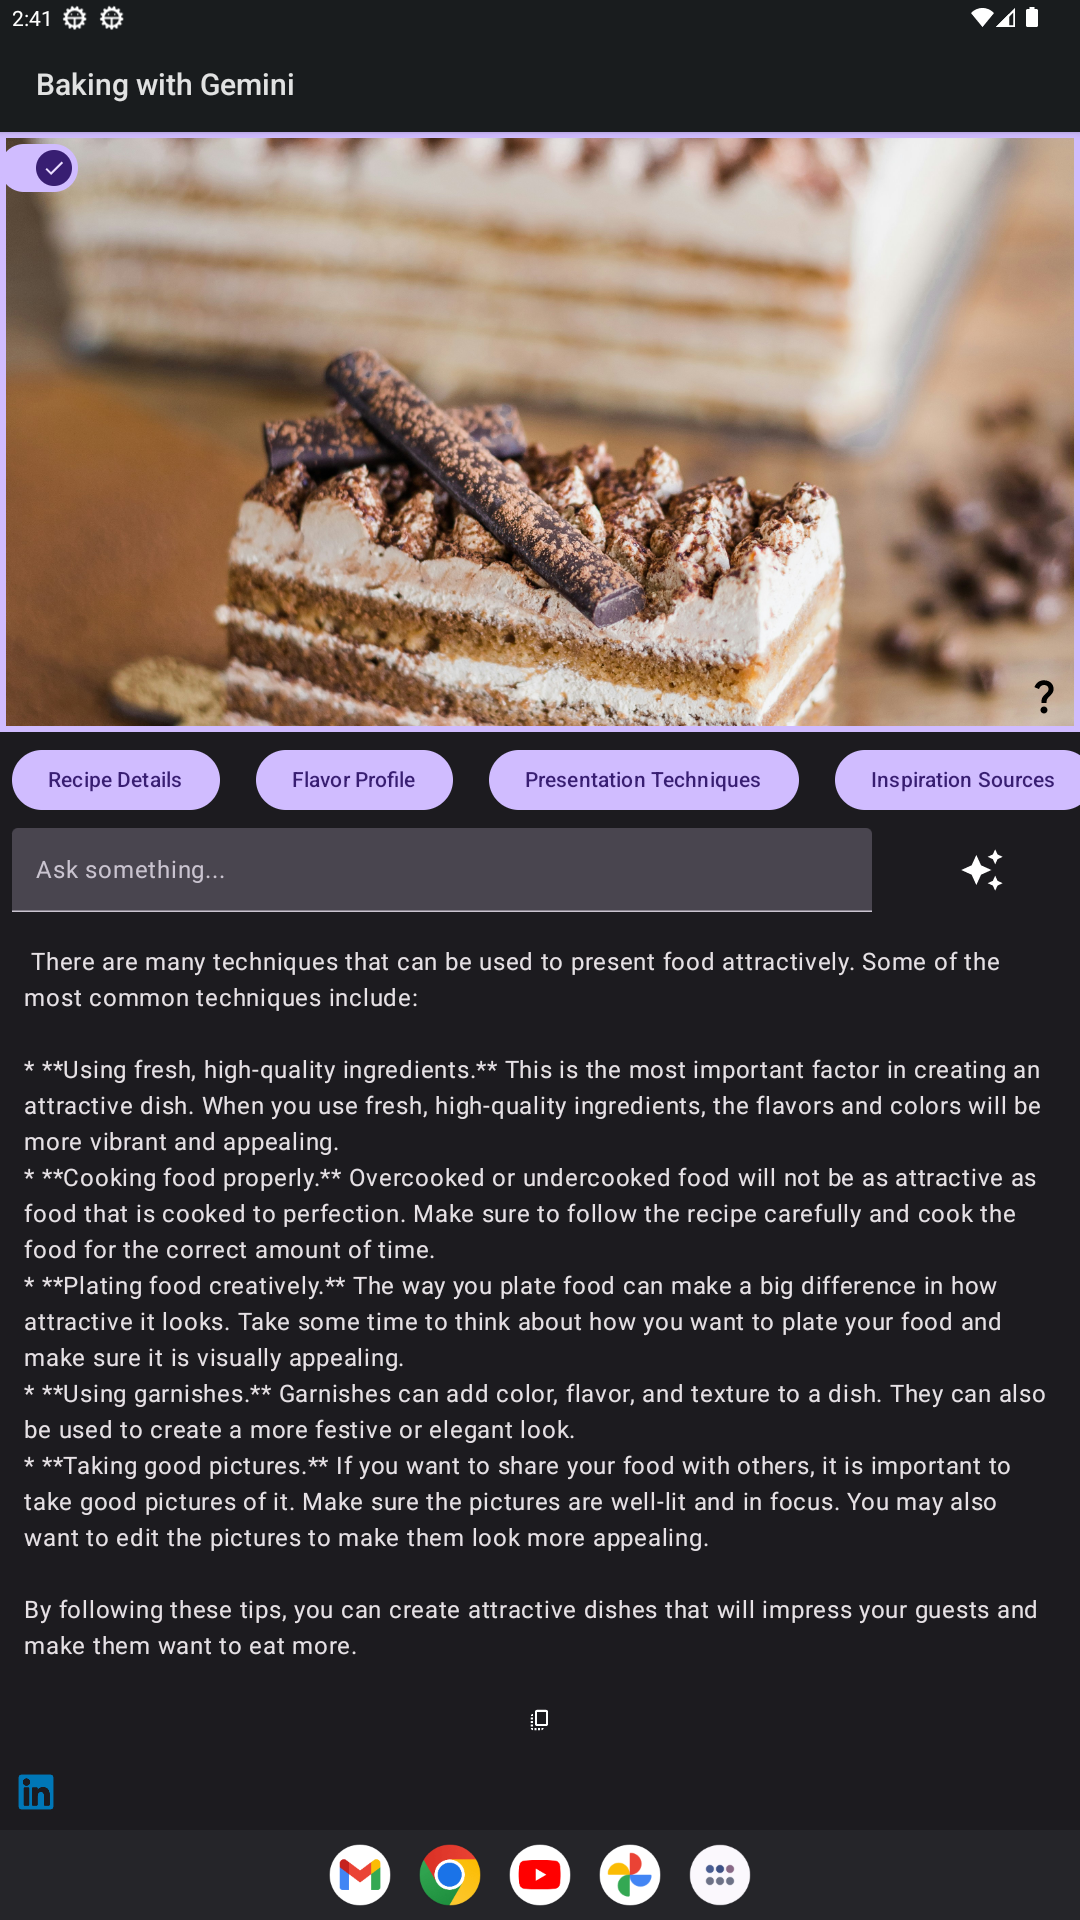 2:41
Baking with Gemini
?
Recipe Details
Flavor Profile
Presentation Techniques
Inspiration Sources
Ask something...
There are many techniques that can be used to present food attractively. Some of the
most common techniques include:
* **Using fresh, high-quality ingredients.** This is the most important factor in creating an
attractive dish. When you use fresh, high-quality ingredients, the flavors and colors will be
more vibrant and appealing.
* **Cooking food properly.** Overcooked or undercooked food will not be as attractive as
food that is cooked to perfection. Make sure to follow the recipe carefully and cook the
food for the correct amount of time.
* **Plating food creatively.** The way you plate food can make a big difference in how
attractive it looks. Take some time to think about how you want to plate your food and
make sure it is visually appealing.
* **Using garnishes.** Garnishes can add color, flavor, and texture to a dish. They can also
be used to create a more festive or elegant look.
* **Taking good pictures.** If you want to share your food with others, it is important to
take good pictures of it. Make sure the pictures are well-lit and in focus. You may also
want to edit the pictures to make them look more appealing.
By following these tips, you can create attractive dishes that will impress your guests and
make them want to eat more.
in